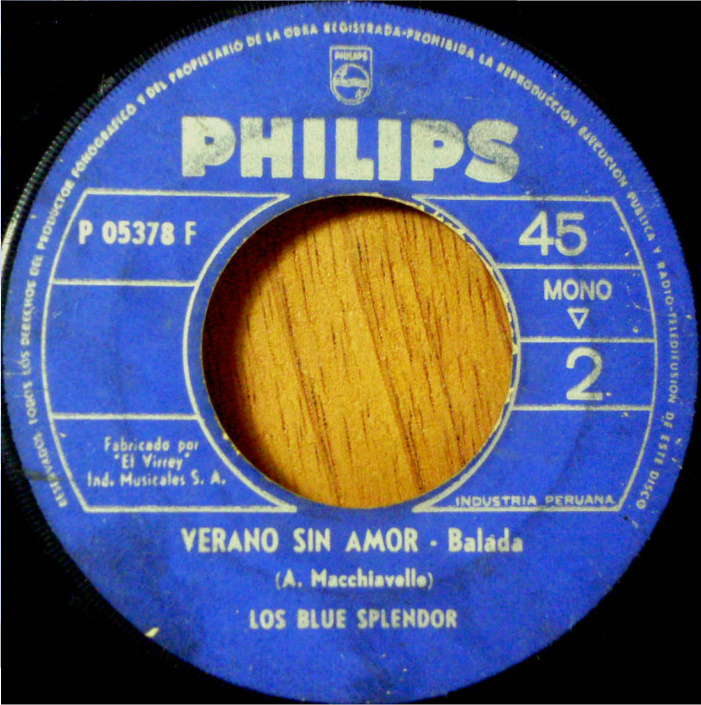 RESERVADOS TODOS LOS DERECHOS DEL PRODUCTOR FONOGRAFICO Y DEL PROPIETARIO DE LA OBRA REGISTRADA-PROHIBIDA LA REPRODUCCION EJECUCION PUBLICA Y RADIO-TELEDIFUSION DE ESTE DISCO
PHILIPS
PHILIPS
P 05378 F
45
MONO
2
Fabricado por
"El Virrey"
Ind. Musicales S. A.
INDUSTRIA PERUANA
VERANO SIN AMOR - Balada
(A. Macchiavello)
LOS BLUE SPLENDOR